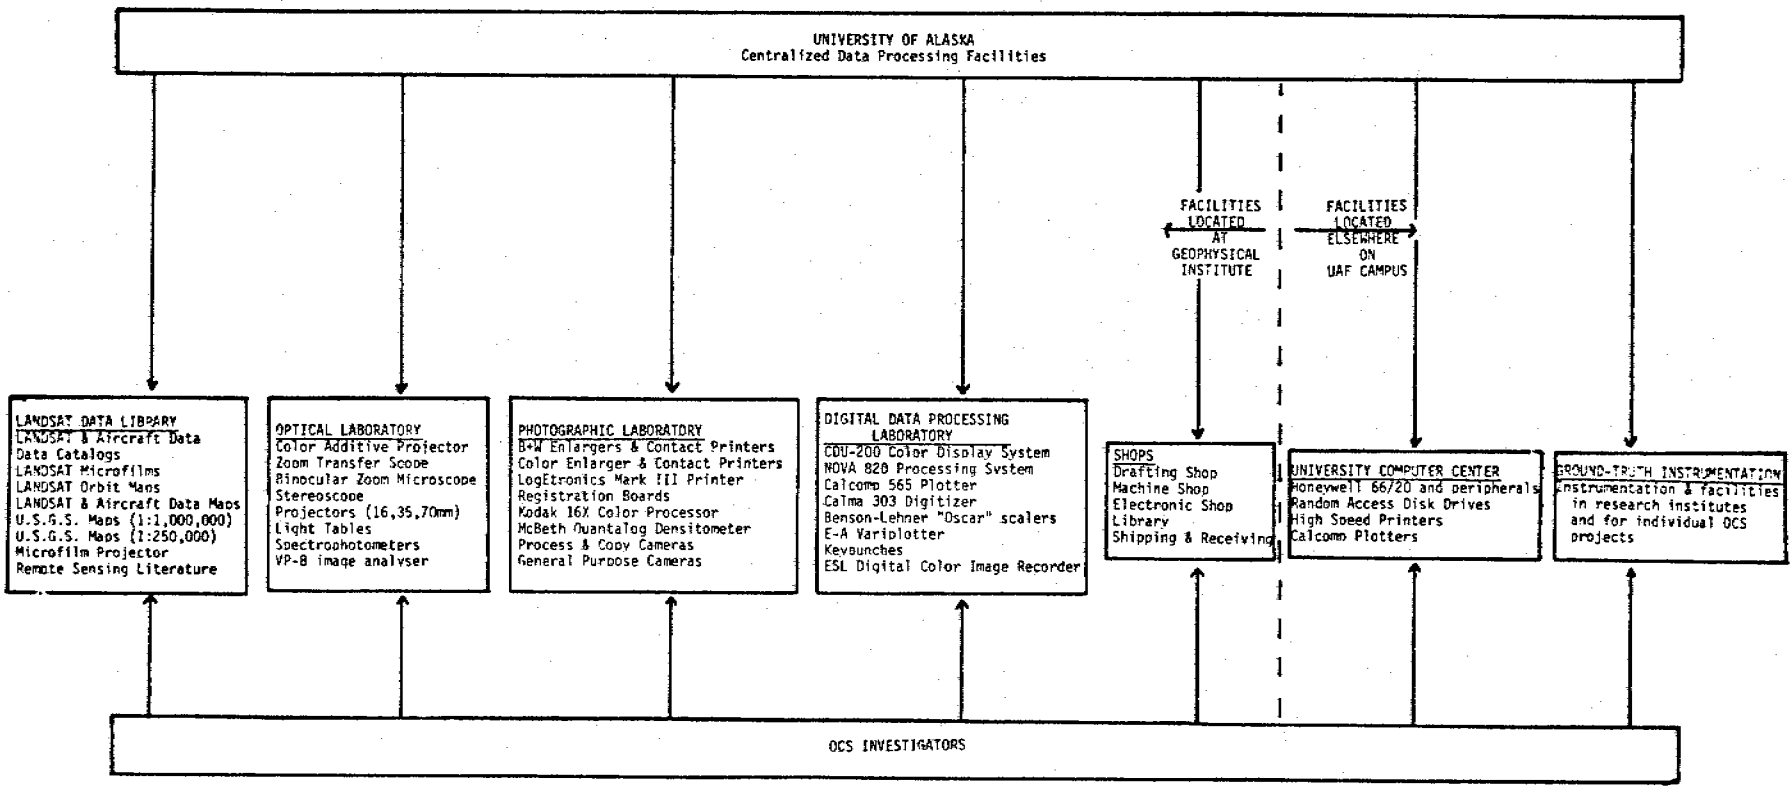 UNIVERSITY OF ALASKA
Centralized Data Processing Facilities
FACILITIES
LOCATED
AT
GEOPHYSICAL
INSTITUTE
FACILITIES
LOCATED
ELSEWHERE
ON
UAF CAMPUS
LANDSAT DATA LIBRARY
LANDSAT & Aircraft Data
Data Catalogs
LANDSAT Microfilms
LANDSAT Orbit Maps
LANDSAT & Aircraft Data Maps
U.S.G.S. Maps (1:1,000,000)
U.S.G.S. Maps (1:250,000)
Microfilm Projector
Remote Sensing Literature
OPTICAL LABORATORY
Color Additive Projector
Zoom Transfer Scope
Binocular Zoom Microscope
Stereoscope
Projectors (16,35,70mm)
Light Tables
Spectrophotometers
VP-8 image analyser
PHOTOGRAPHIC LABORATORY
B+W Enlargers & Contact Printers
Color Enlarger & Contact Printers
LogEtronics Mark III Printer
Registration Boards
Kodak 16X Color Processor
McBeth Quantalog Densitometer
Process & Copy Cameras
General Purpose Cameras
DIGITAL DATA PROCESSING
LABORATORY
CDU-200 Color Display System
NOVA 820 Processing System
Calcomp 565 Plotter
Calma 303 Digitizer
Benson-Lehner "Oscar" scalers
E-A Variplotter
Keypunches
ESL Digital Color Image Recorder
SHOPS
Drafting Shop
Machine Shop
Electronic Shop
Library
Shipping & Receiving
UNIVERSITY COMPUTER CENTER
Honeywell 66/20 and peripherals
Random Access Disk Drives
High Speed Printers
Calcomp Plotters
GROUND-TRUTH INSTRUMENTATION
Instrumentation & facilities
in research institutes
and for individual OCS
projects
OCS INVESTIGATORS